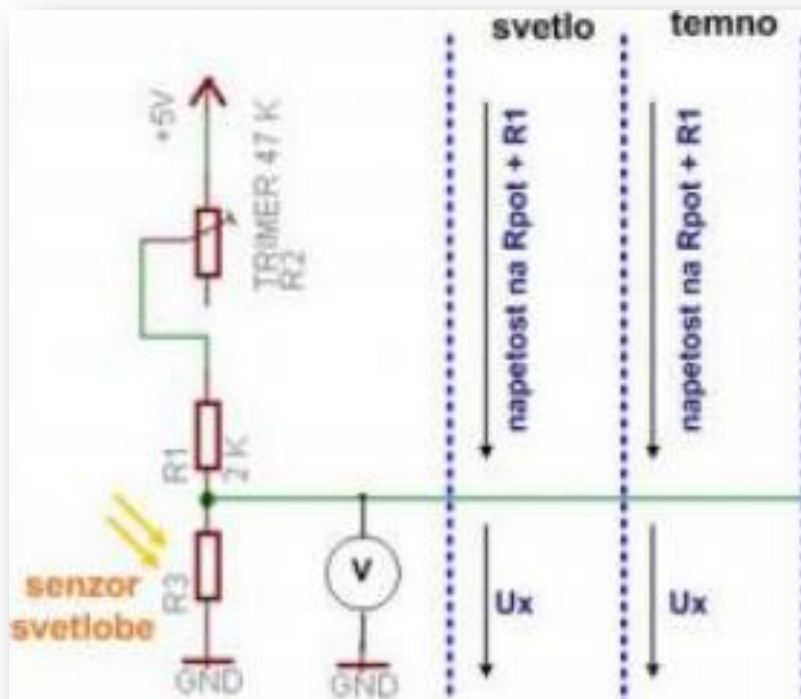 svetlo
temno
+5V
TRIMER 47 K
R2
napetost na Rpot + R1
napetost na Rpot + R1
R1
2 K
R3
senzor
svetlobe
V
Ux
Ux
GND
GND